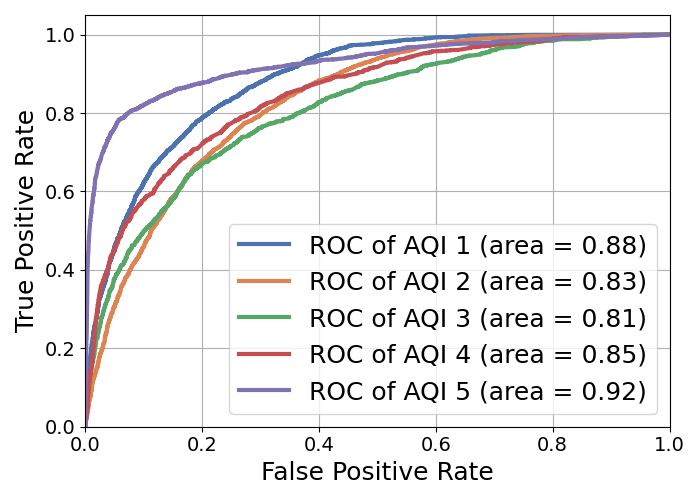 1.0
0.8
0.6
0.4
0.2
0.0
True Positive Rate
ROC of AQI 1 (area = 0.88)
ROC of AQI 2 (area = 0.83)
ROC of AQI 3 (area = 0.81)
ROC of AQI 4 (area = 0.85)
ROC of AQI 5 (area = 0.92)
0.0 0.2 0.4 0.6 0.8 1.0
False Positive Rate